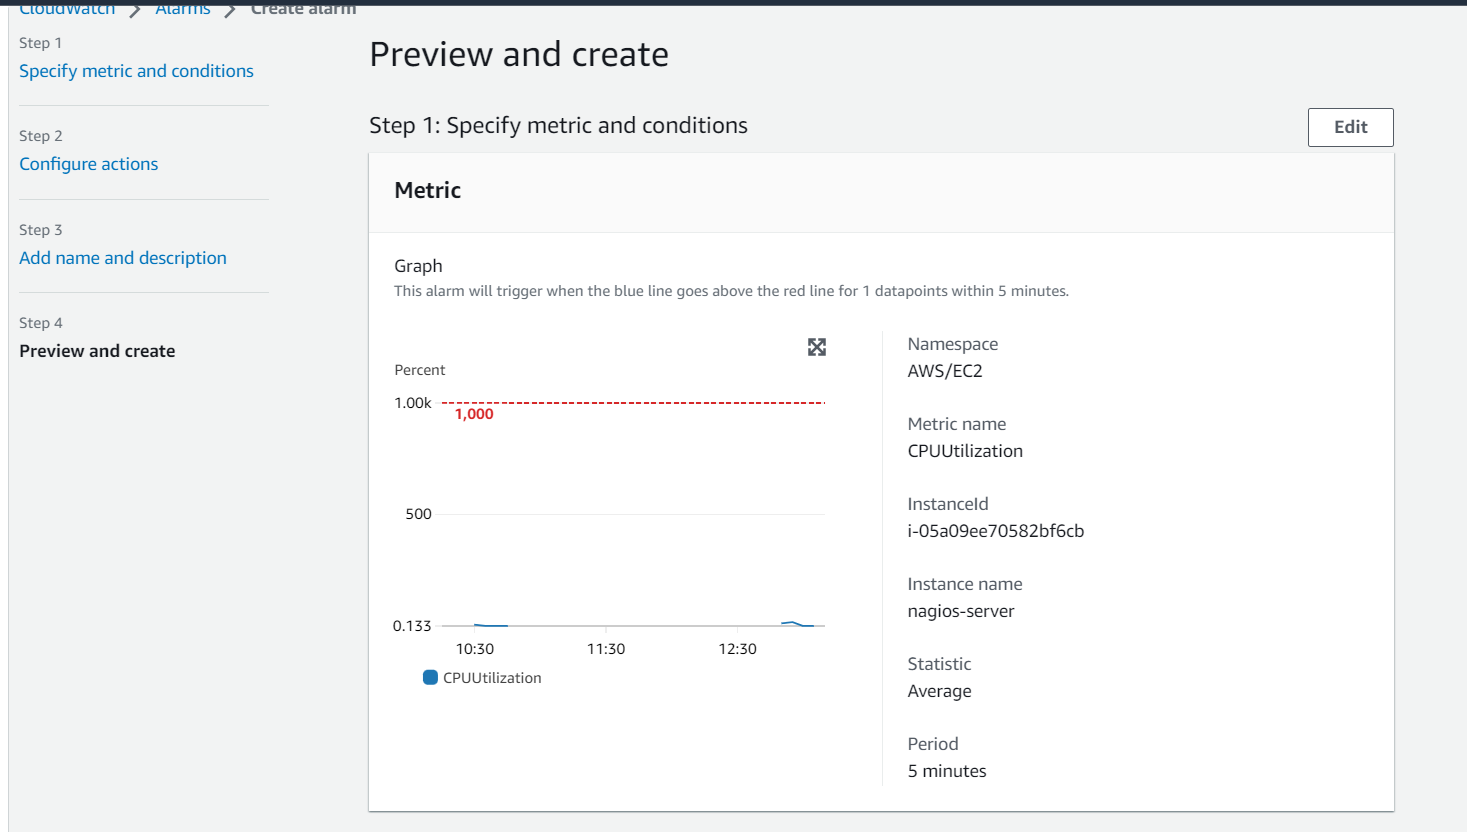 CloudWatch > Alarms > Create alarm
Step 1
Specify metric and conditions
Step 2
Configure actions
Step 3
Add name and description
Step 4
Preview and create
Preview and create
Step 1: Specify metric and conditions
Edit
Metric
Graph
This alarm will trigger when the blue line goes above the red line for 1 datapoints within 5 minutes.
Percent
1.00k
1,000
500
0.133
10:30 11:30 12:30
CPUUtilization
Namespace
AWS/EC2
Metric name
CPUUtilization
InstanceId
i-05a09ee70582bf6cb
Instance name
nagios-server
Statistic
Average
Period
5 minutes